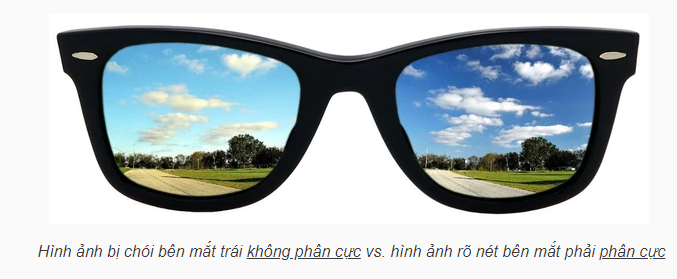 Hình ảnh bị chói bên mắt trái không phân cực vs. hình ảnh rõ nét bên mắt phải phân cực